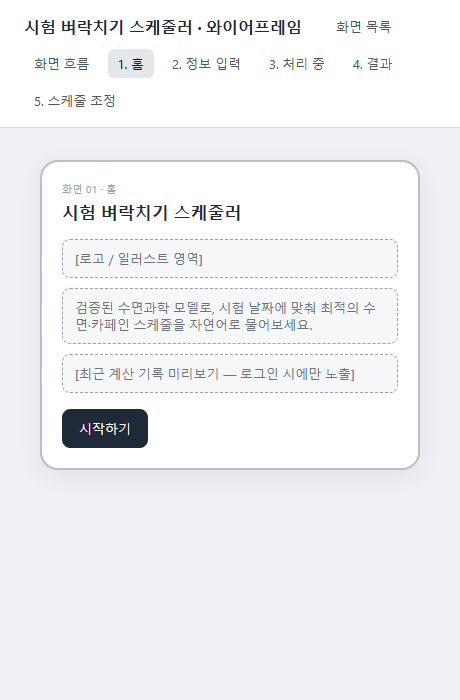 시험 벼락치기 스케줄러 · 와이어프레임
화면 목록
화면 흐름
1. 홈
2. 정보 입력
3. 처리 중
4. 결과
5. 스케줄 조정
화면 01 · 홈
시험 벼락치기 스케줄러
[로고 / 일러스트 영역]
검증된 수면과학 모델로, 시험 날짜에 맞춰 최적의 수
면·카페인 스케줄을 자연어로 물어보세요.
[최근 계산 기록 미리보기 — 로그인 시에만 노출]
시작하기